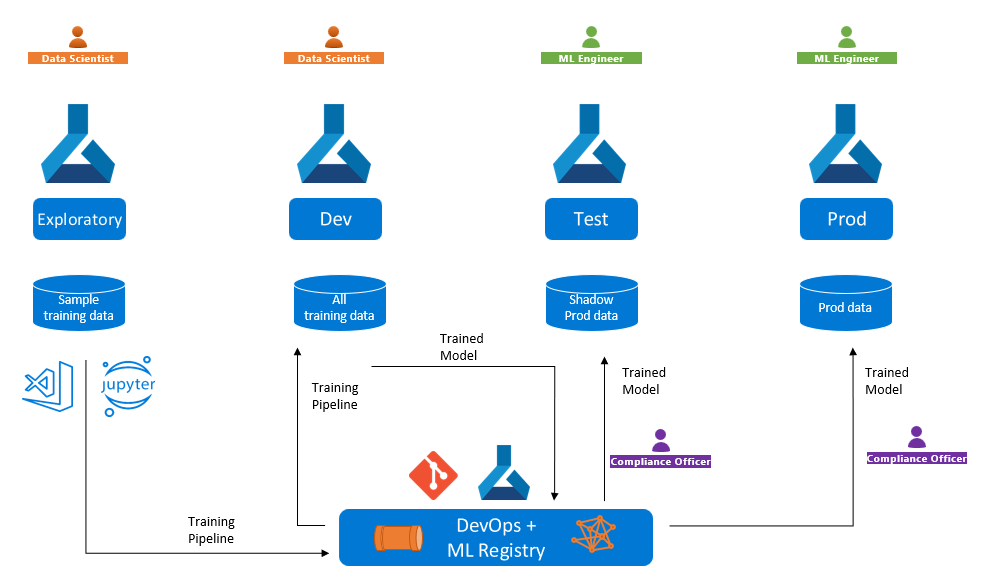 Data Scientist
Data Scientist
ML Engineer
ML Engineer
Exploratory
Dev
Test
Prod
Sample
training data
All
training data
Shadow
Prod data
Prod data
jupyter
Training
Pipeline
Trained
Model
Trained
Model
Trained
Model
Compliance Officer
Compliance Officer
Training
Pipeline
DevOps +
ML Registry